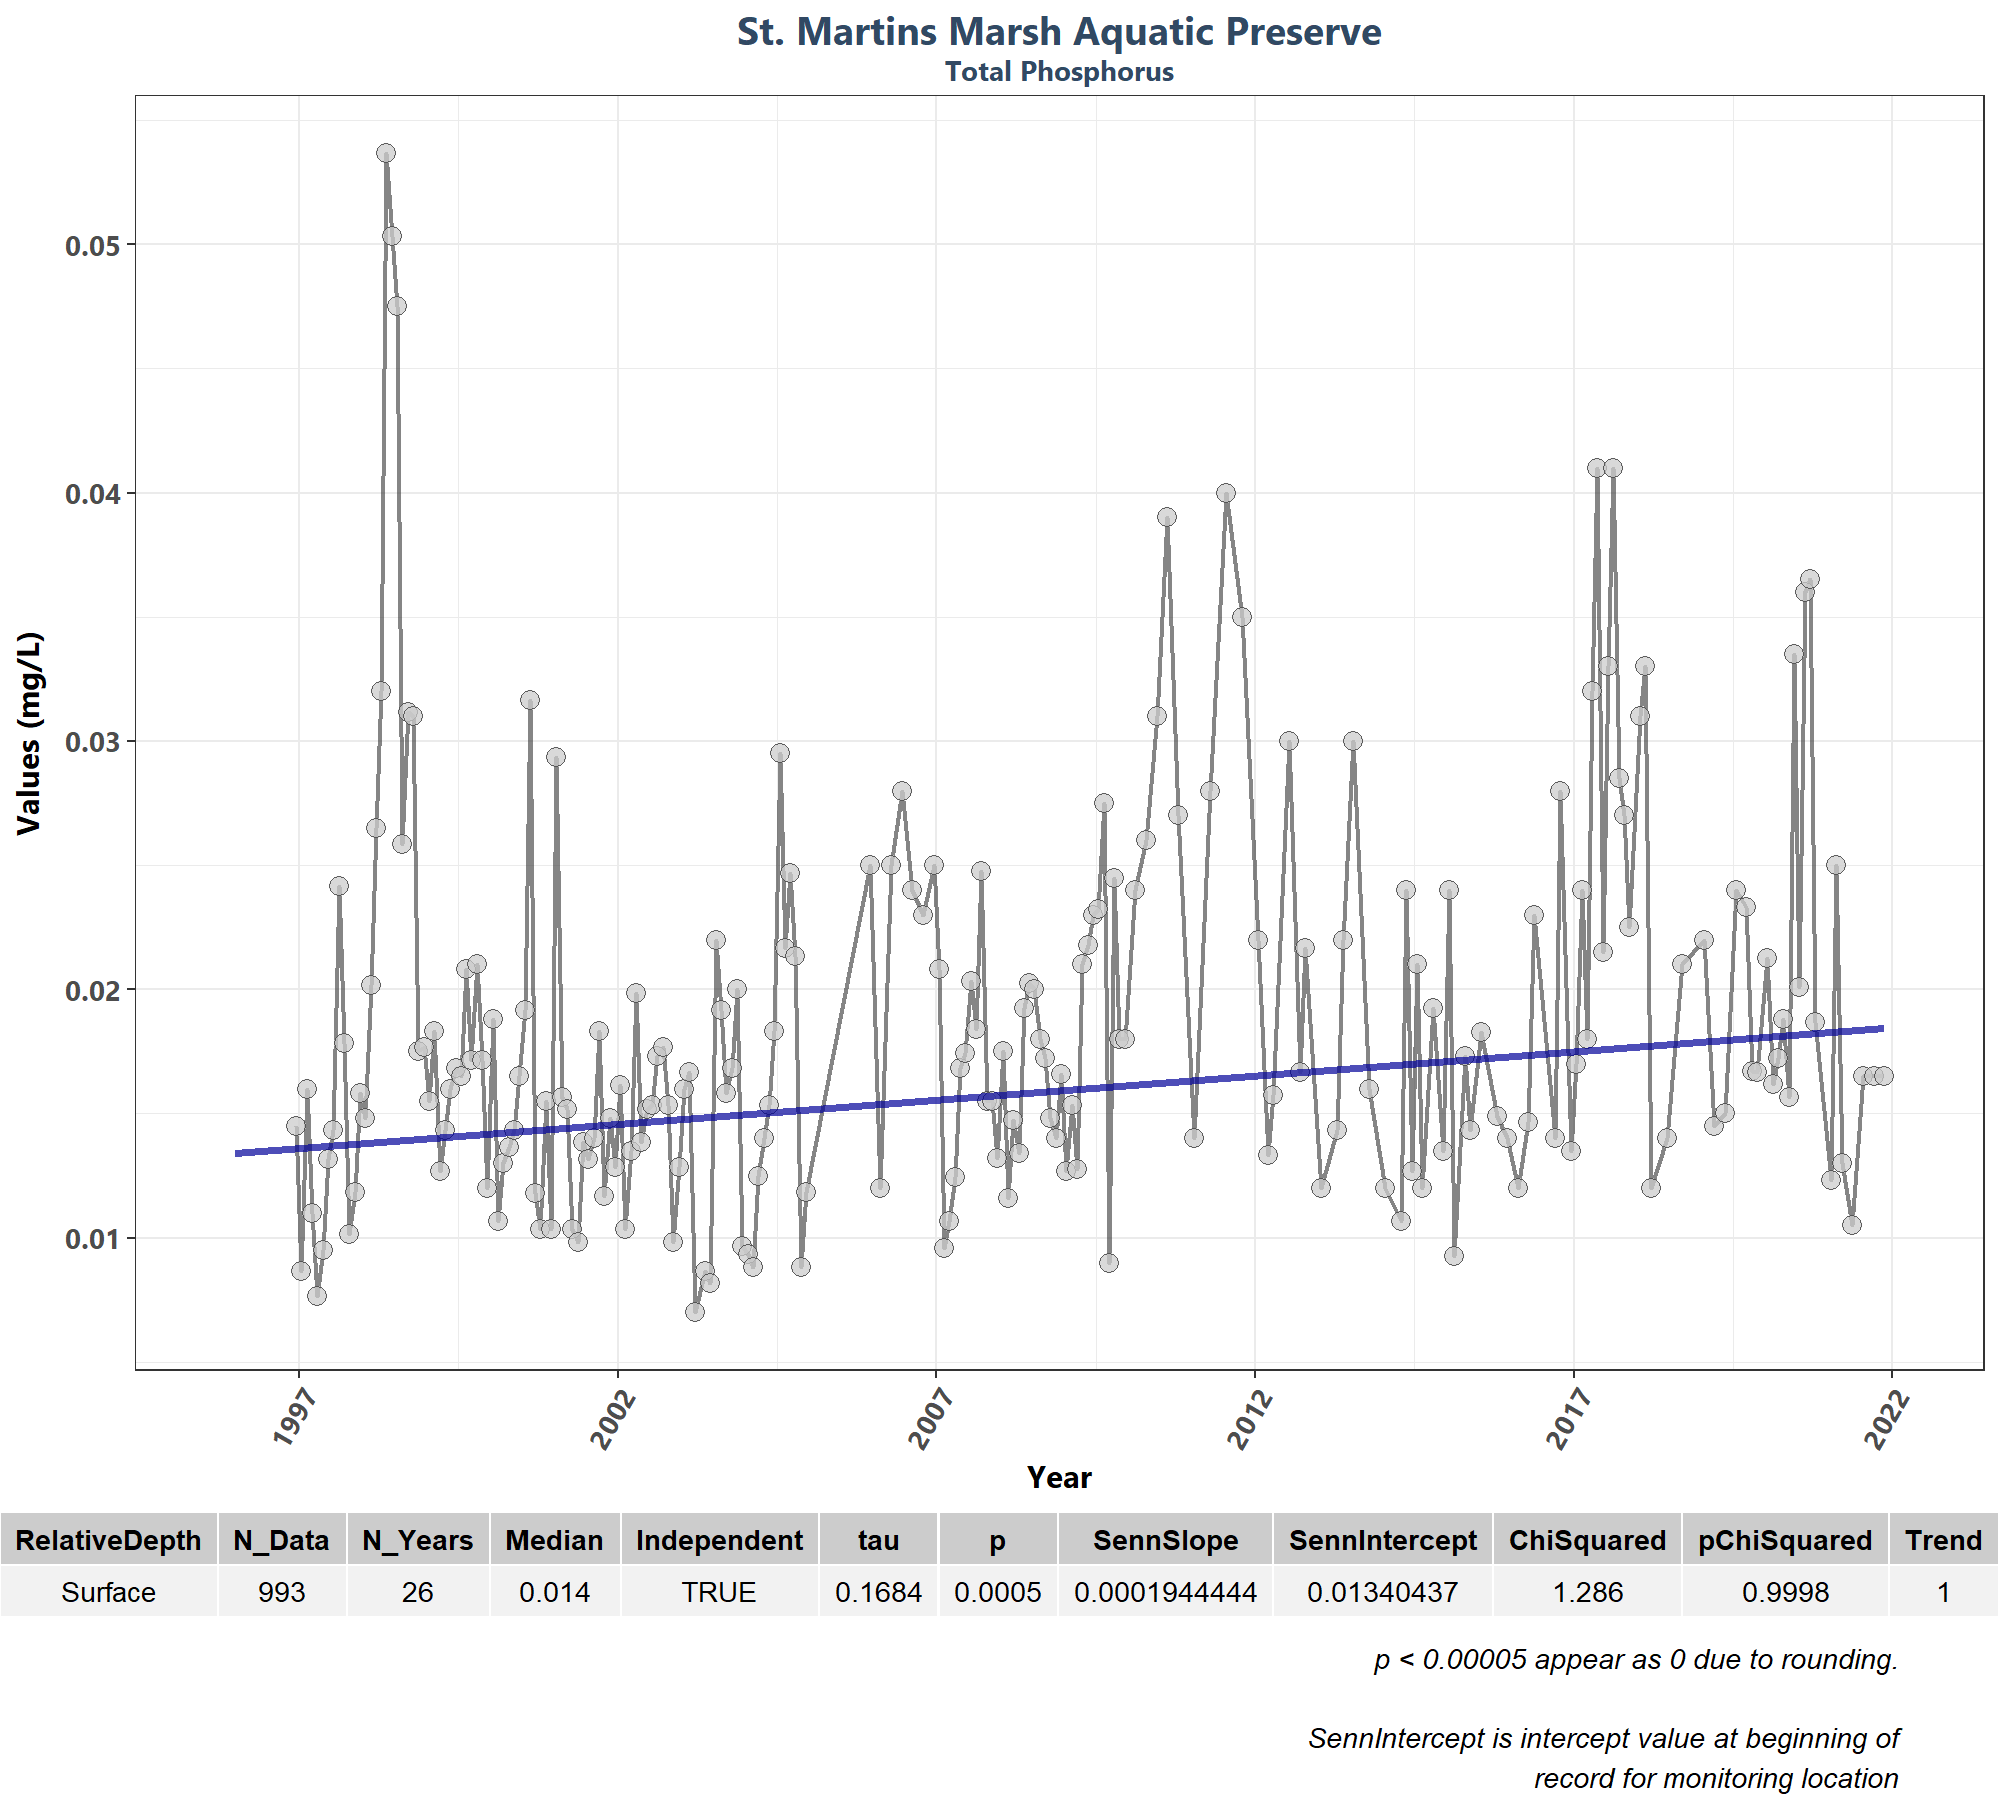 St. Martins Marsh Aquatic Preserve
Total Phosphorus
Values (mg/L)
0.05
0.04
0.03
0.02
0.01
1997 2002 2007 2012 2017 2022
Year
RelativeDepth N_Data N_Years Median Independent tau p SennSlope SennIntercept ChiSquared pChiSquared Trend
Surface 993 26 0.014 TRUE 0.1684 0.0005 0.0001944444 0.01340437 1.286 0.9998 1
p < 0.00005 appear as 0 due to rounding.
SennIntercept is intercept value at beginning of
record for monitoring location